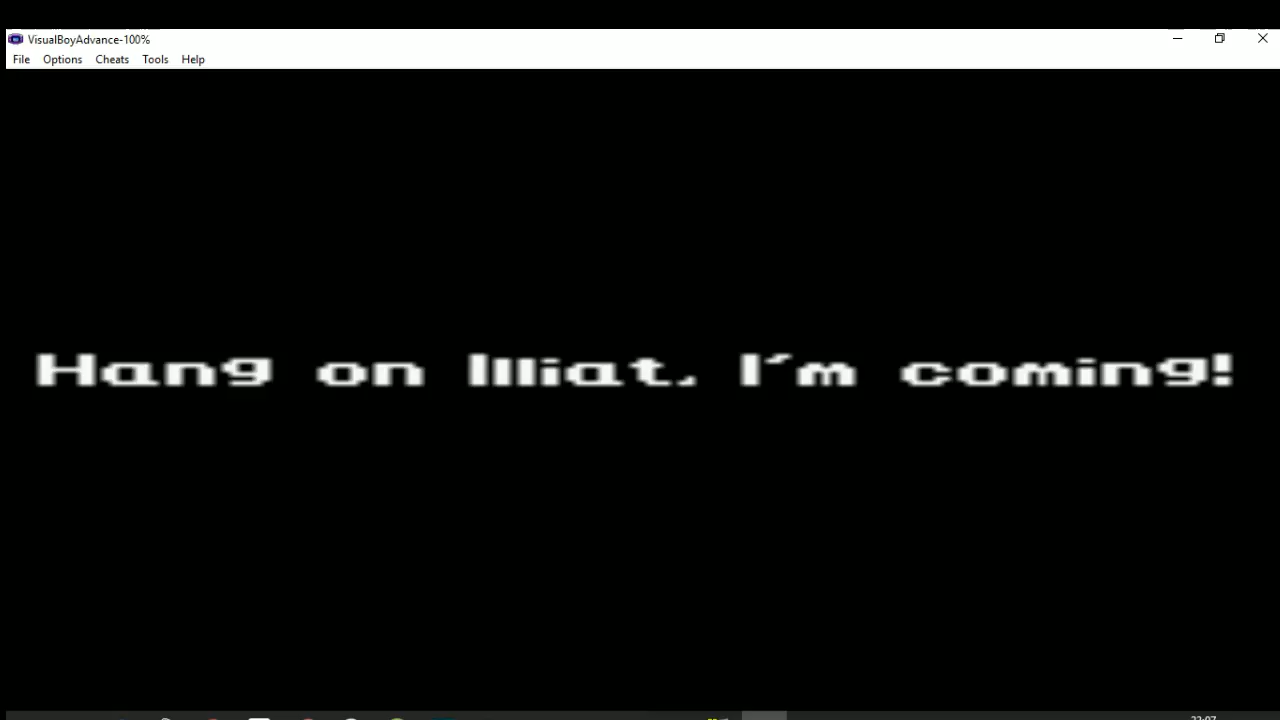 VisualBoyAdvance-100%
File Options Cheats Tools Help
Hang on Illiat, I'm coming!